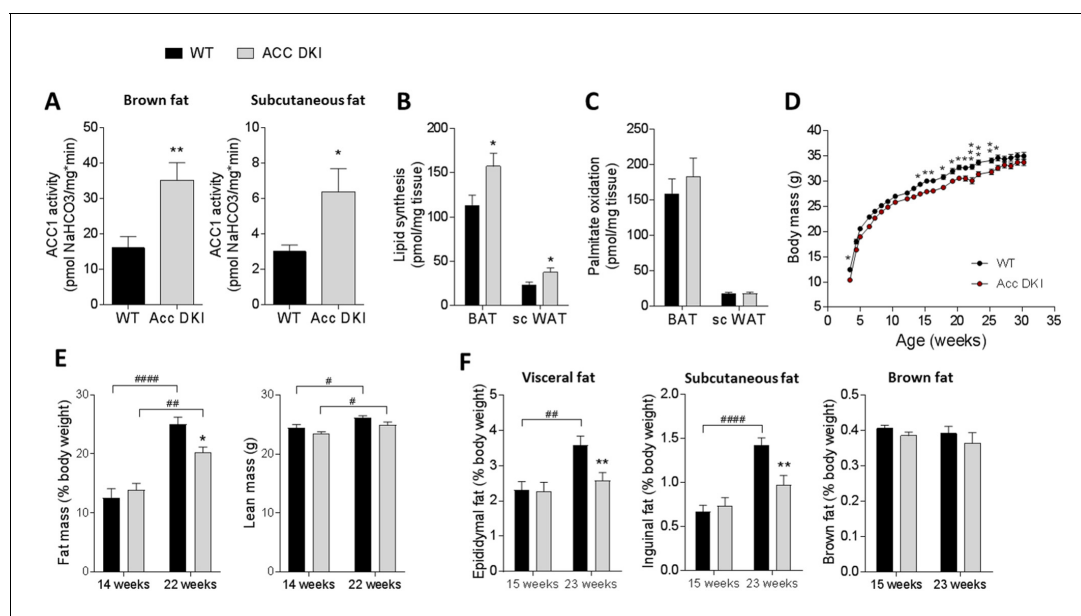 WT
ACC DKI
A
Brown fat
ACC1 activity
(pmol NaHCO3/mg*min)
50
40
30
20
10
0
**
WT
Acc DKI
Subcutaneous fat
ACC1 activity
(pmol NaHCO3/mg*min)
10
8
6
4
2
0
*
WT
Acc DKI
B
Lipid synthesis
(pmol/mg tissue)
200
150
100
50
0
*
*
BAT
sc WAT
C
Palmitate oxidation
(pmol/mg tissue)
250
200
150
100
50
0
BAT
sc WAT
D
Body mass (g)
40
35
30
25
20
15
10
5
*
WT
Acc DKI
0
5
10
15
20
25
30
35
Age (weeks)
E
Fat mass (% body weight)
30
20
10
0
####
##
*
14 weeks
22 weeks
Lean mass (g)
30
20
10
0
#
#
14 weeks
22 weeks
F
Visceral fat
Epididymal fat (% body weight)
5
4
3
2
1
0
##
**
15 weeks
23 weeks
Subcutaneous fat
Inguinal fat (% body weight)
2.0
1.5
1.0
0.5
0.0
####
**
15 weeks
23 weeks
Brown fat
Brown fat (% body weight)
0.5
0.4
0.3
0.2
0.1
0.0
15 weeks
23 weeks